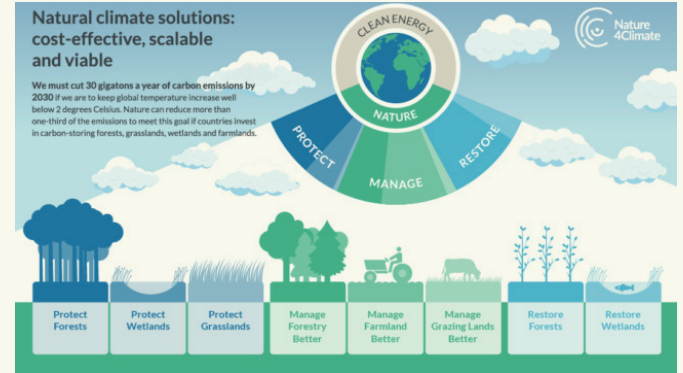 Natural climate solutions:
cost-effective, scalable
and viable
We must cut 30 gigatons a year of carbon emissions by
2030 if we are to keep global temperature increase well
below 2 degrees Celsius. Nature can reduce more than
one-third of the emissions to meet this goal if countries invest
in carbon-storing forests, grasslands, wetlands and farmlands.
CLEAN ENERGY
NATURE
PROTECT
MANAGE
RESTORE
Nature
4Climate
Protect
Forests
Protect
Wetlands
Protect
Grasslands
Manage
Forestry
Better
Manage
Farmland
Better
Manage
Grazing Lands
Better
Restore
Forests
Restore
Wetlands